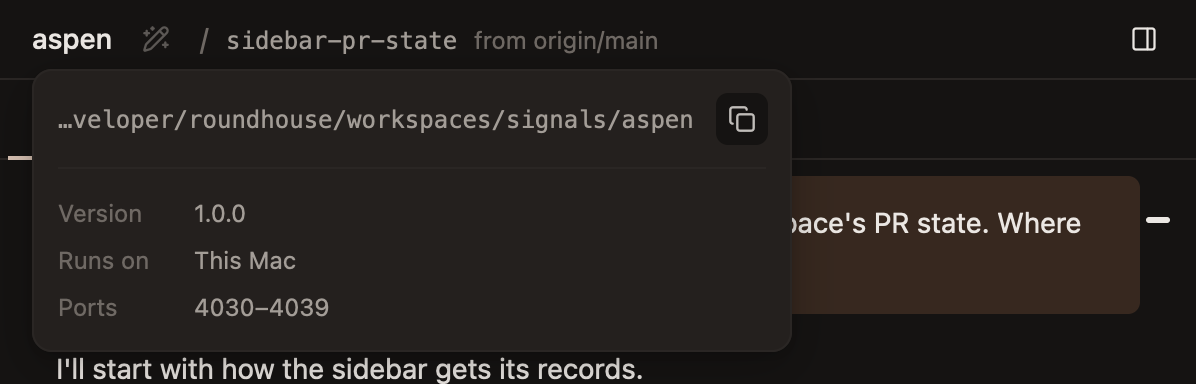 aspen / sidebar-pr-state from origin/main
…veloper/roundhouse/workspaces/signals/aspen
Version 1.0.0
Runs on This Mac
Ports 4030–4039
pace's PR state. Where
I'll start with how the sidebar gets its records.